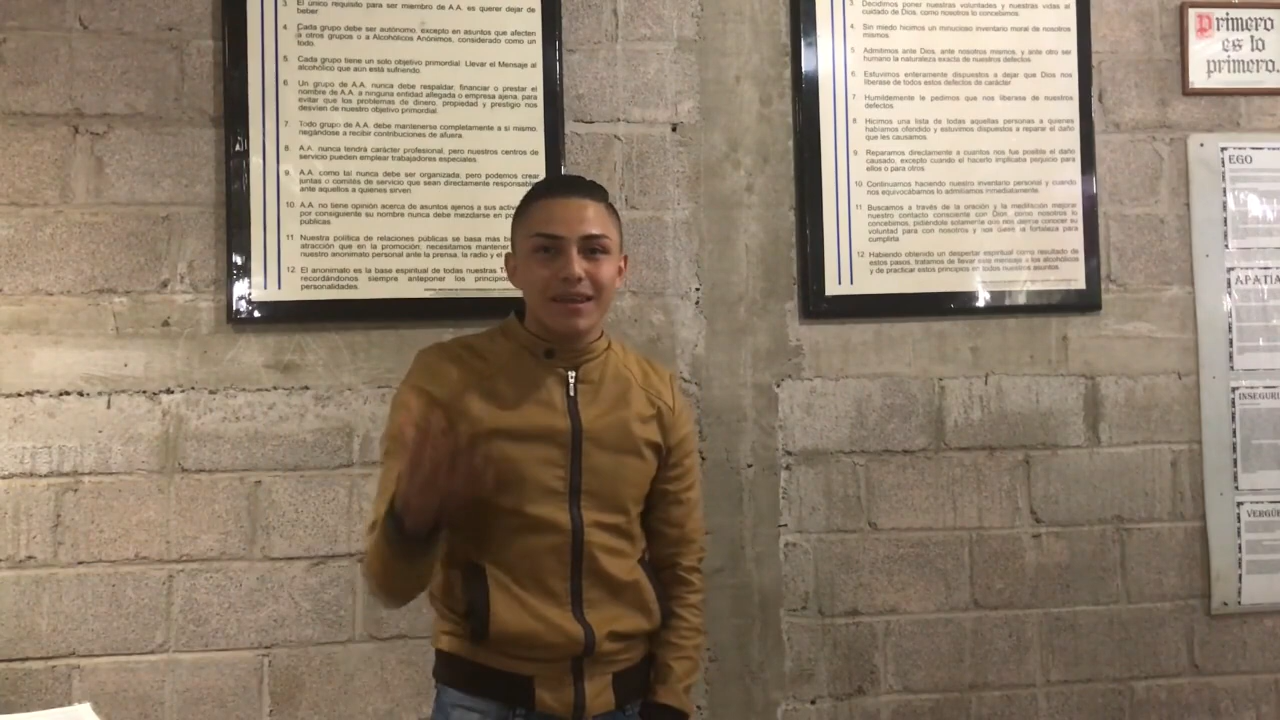 3. El único requisito para ser miembro de A.A. es querer dejar de
beber.
4. Cada grupo debe ser autónomo, excepto en asuntos que afecten
a otros grupos o a Alcohólicos Anónimos, considerado como un
todo.
5. Cada grupo tiene un solo objetivo primordial: Llevar el Mensaje al
alcohólico que aún está sufriendo.
6. Un grupo de A.A. nunca debe respaldar, financiar o prestar el
nombre de A.A. a ninguna entidad allegada o empresa ajena, para
evitar que los problemas de dinero, propiedad y prestigio nos
desvíen de nuestro objetivo primordial.
7. Todo grupo de A.A. debe mantenerse completamente a sí mismo,
negándose a recibir contribuciones de afuera.
8. A.A. nunca tendrá carácter profesional, pero nuestros centros de
servicio pueden emplear trabajadores especiales.
9. A.A. como tal nunca debe ser organizada, pero podemos crear
juntas o comités de servicio que sean directamente responsable
ante aquellos a quienes sirven.
10. A.A. no tiene opinión acerca de asuntos ajenos a sus activ
por consiguiente su nombre nunca debe mezclarse en po
públicas.
11 Nuestra política de relaciones públicas se basa más bi
atracción que en la promoción; necesitamos mantener
nuestro anonimato personal ante la prensa, la radio y el
12. El anonimato es la base espiritual de todas nuestras T
recordándonos siempre anteponer los principios
personalidades.
3. Decidimos poner nuestras voluntades y nuestras vidas al
cuidado de Dios, como nosotros lo concebimos.
4. Sin miedo hicimos un minucioso inventario moral de nosotros
mismos.
5. Admitimos ante Dios, ante nosotros mismos, y ante otro ser
humano la naturaleza exacta de nuestros defectos.
6. Estuvimos enteramente dispuestos a dejar que Dios nos
liberase de todos estos defectos de carácter.
7 Humildemente le pedimos que nos liberase de nuestros
defectos.
8 Hicimos una lista de todas aquellas personas a quienes
habíamos ofendido y estuvimos dispuestos a reparar el daño
que les causamos.
9. Reparamos directamente a cuantos nos fue posible el daño
causado, excepto cuando el hacerlo implicaba perjuicio para
ellos o para otros.
10. Continuamos haciendo nuestro inventario personal y cuando
nos equivocábamos lo admitíamos inmediatamente.
11 Buscamos a través de la oración y la meditación mejorar
nuestro contacto consciente con Dios, como nosotros lo
concebimos, pidiéndole solamente que nos dejase conocer su
voluntad para con nosotros y nos diese la fortaleza para
cumplirla
12 Habiendo obtenido un despertar espiritual como resultado de
estos pasos, tratamos de llevar este mensaje a los alcohólicos
y de practicar estos principios en todos nuestros asuntos.
Primero
es lo
primero.
EGO
APATIA
INSEGURI
VERGÜ